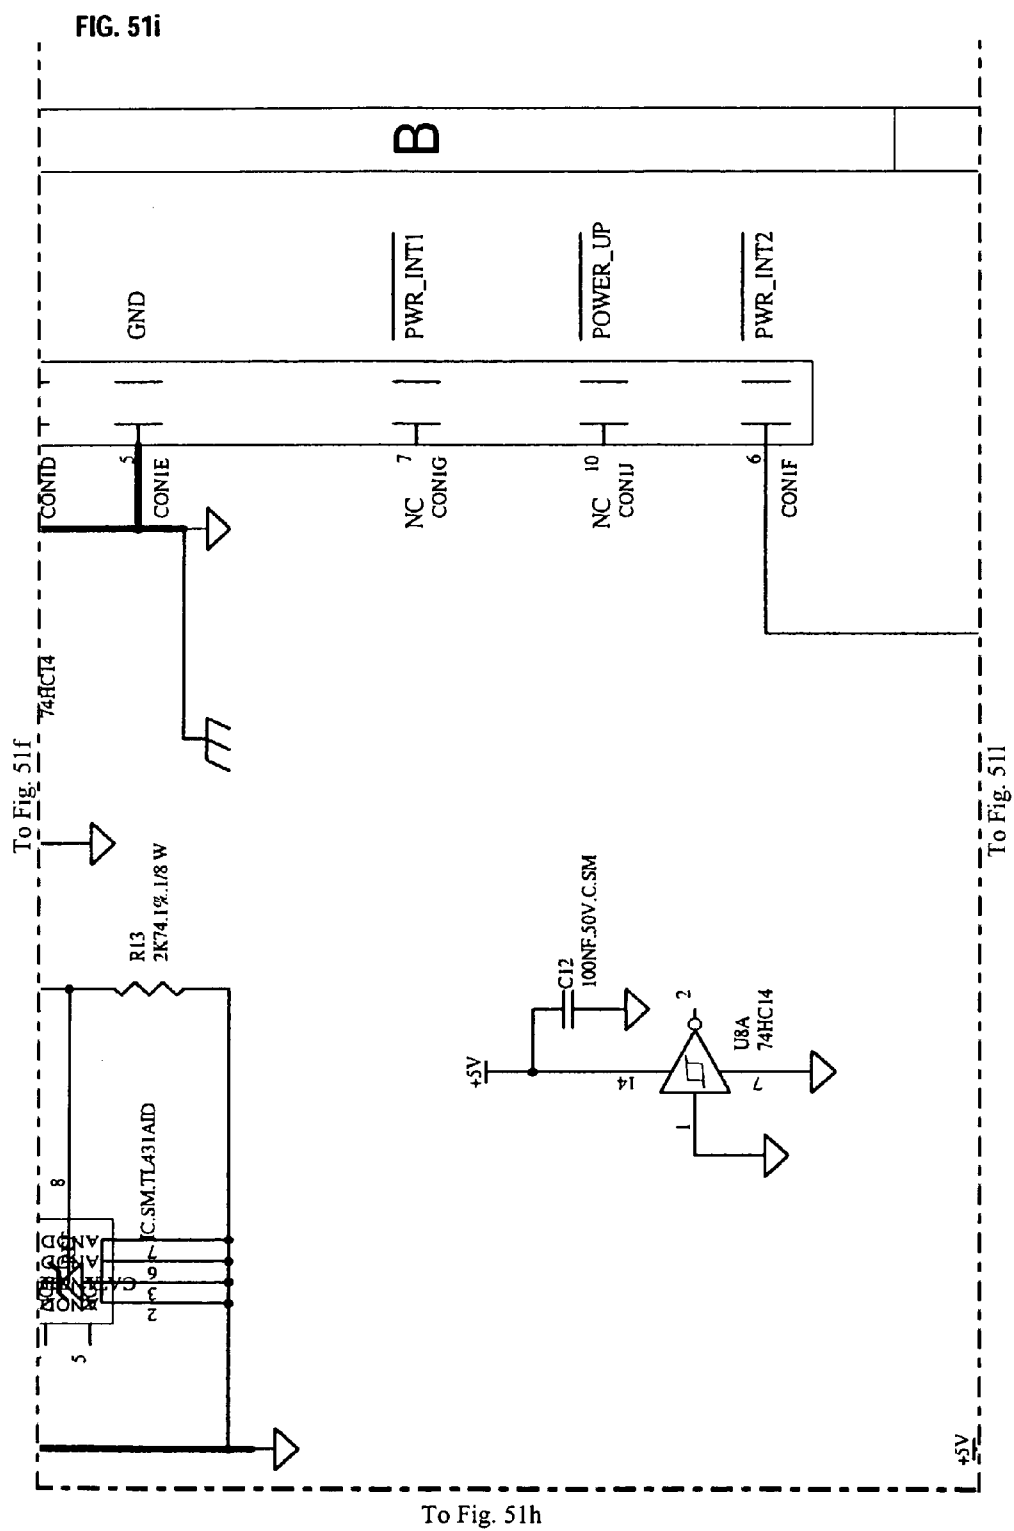 FIG. 51i
B
GND
PWR_INT1
POWER_UP
PWR_INT2
CON1D
5
CON1E
7
NC
CON1G
10
NC
CON1J
6
CON1F
74HC14
To Fig. 51f
To Fig. 51l
R13
2K74.1%.1/8 W
C12
100NF.50V.C.SM
+5V
14
2
U8A
74HC14
7
1
8
IC.SM.TL431AID
7
6
3
2
5
+5V
To Fig. 51h